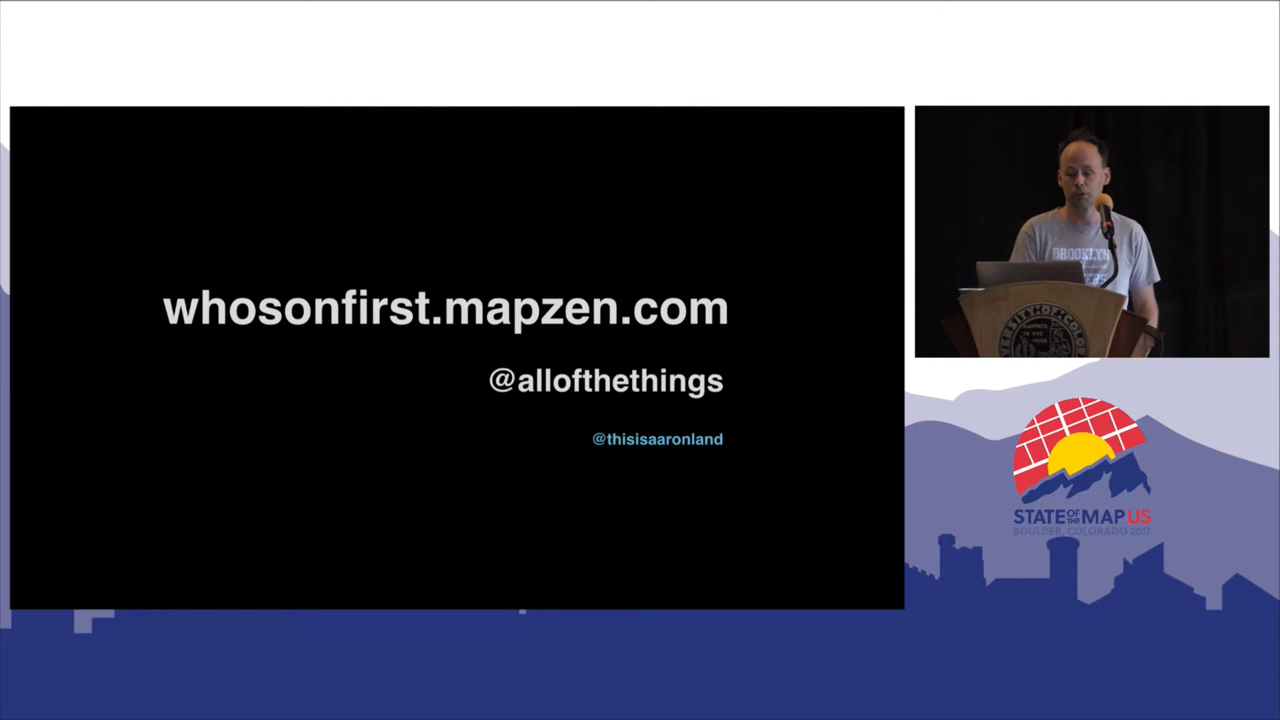 whosonfirst.mapzen.com
@allofthethings
@thisisaaronland
BROOKLYN
STATE OF THE MAP US
BOULDER, COLORADO 2017